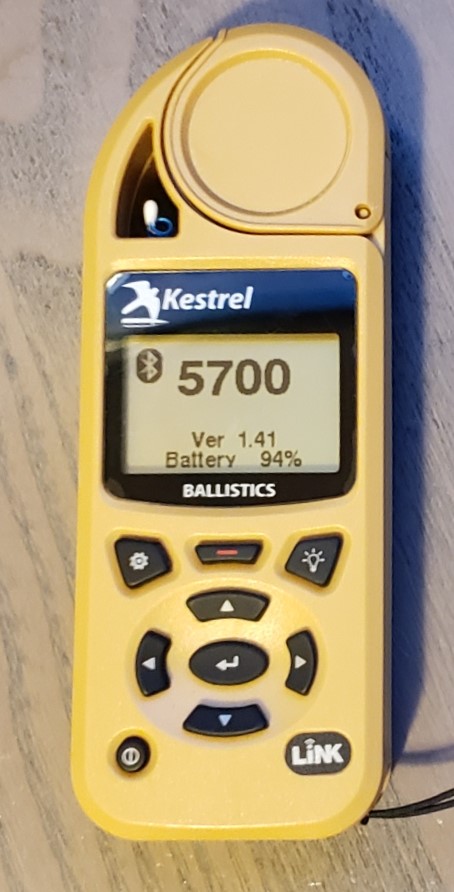 Kestrel
5700
Ver 1.41
Battery 94%
BALLISTICS
LiNK